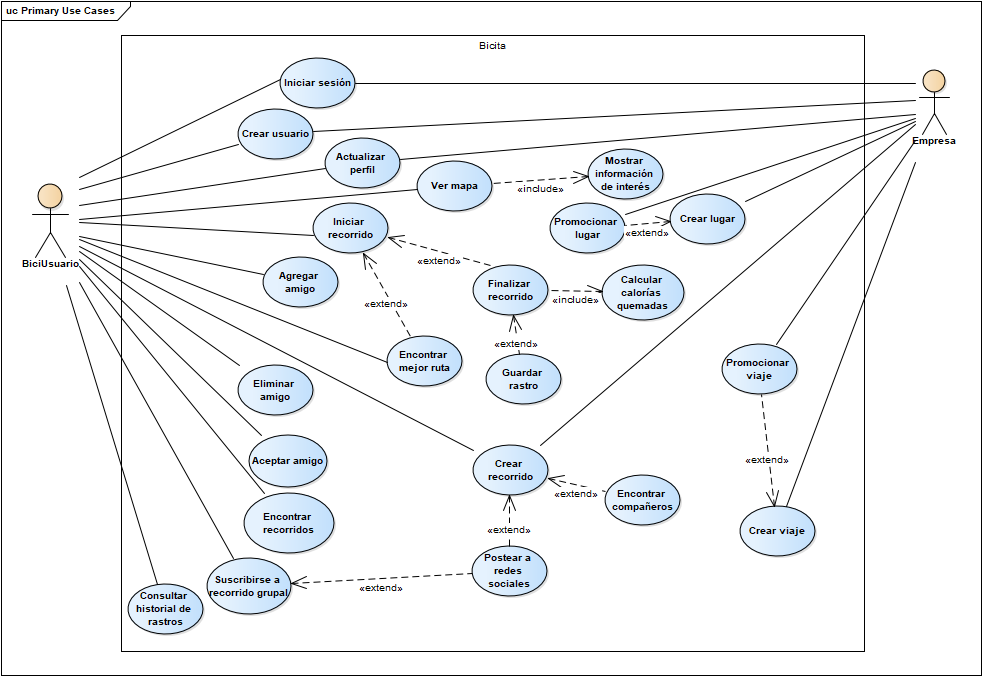 uc Primary Use Cases
Bicita
Iniciar sesión
Crear usuario
Empresa
Actualizar
perfil
Ver mapa
«include»
Mostrar
información
de interés
Promocionar
lugar
«extend»
Crear lugar
BiciUsuario
Iniciar
recorrido
«extend»
Agregar
amigo
«extend»
Finalizar
recorrido
«include»
Calcular
calorías
quemadas
«extend»
Encontrar
mejor ruta
Guardar
rastro
Promocionar
viaje
Eliminar
amigo
Aceptar amigo
Crear
recorrido
«extend»
Encontrar
compañeros
«extend»
Encontrar
recorridos
«extend»
Crear viaje
Postear a
redes
sociales
«extend»
Suscribirse a
recorrido grupal
Consultar
historial de
rastros